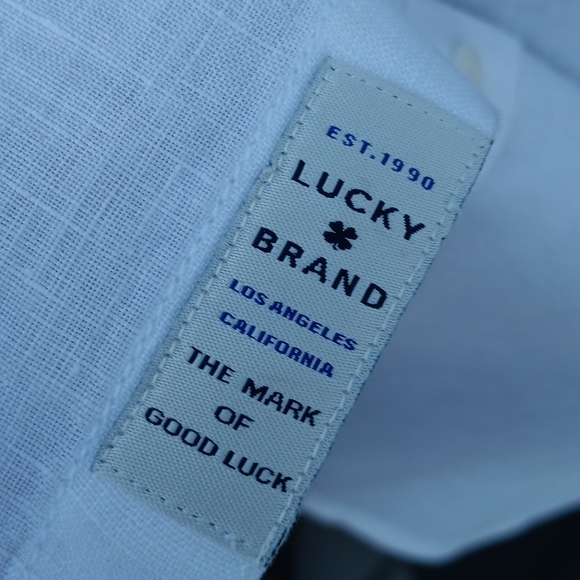 EST.1990
LUCKY
BRAND
LOS ANGELES
CALIFORNIA
THE MARK
OF
GOOD LUCK